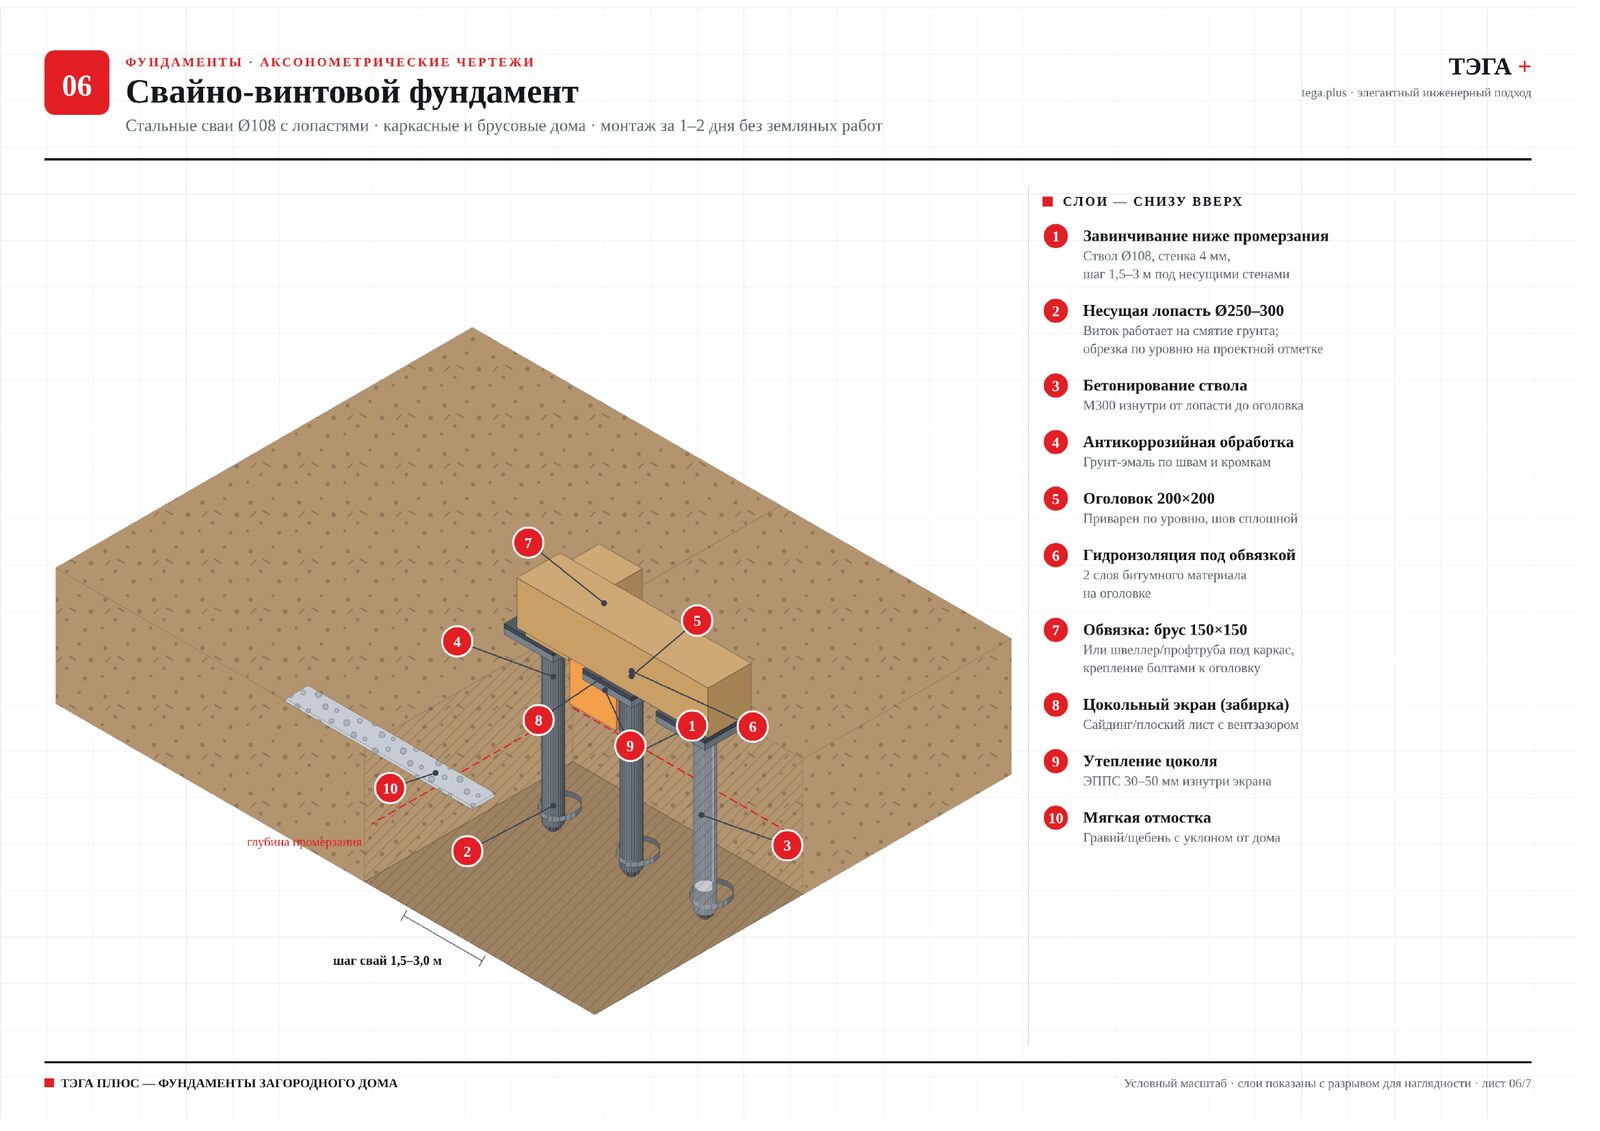 06
ФУНДАМЕНТЫ · АКСОНОМЕТРИЧЕСКИЕ ЧЕРТЕЖИ
Свайно-винтовой фундамент
Стальные сваи Ø108 с лопастями · каркасные и брусовые дома · монтаж за 1–2 дня без земляных работ
ТЭГА +
tega.plus · элегантный инженерный подход
7
5
4
8
1
6
9
10
2
3
глубина промерзания
шаг свай 1,5–3,0 м
СЛОИ — СНИЗУ ВВЕРХ
1 Завинчивание ниже промерзания
Ствол Ø108, стенка 4 мм,
шаг 1,5–3 м под несущими стенами
2 Несущая лопасть Ø250–300
Виток работает на смятие грунта;
обрезка по уровню на проектной отметке
3 Бетонирование ствола
М300 изнутри от лопасти до оголовка
4 Антикоррозийная обработка
Грунт-эмаль по швам и кромкам
5 Оголовок 200×200
Приварен по уровню, шов сплошной
6 Гидроизоляция под обвязкой
2 слоя битумного материала
на оголовке
7 Обвязка: брус 150×150
Или швеллер/профтруба под каркас,
крепление болтами к оголовку
8 Цокольный экран (забирка)
Сайдинг/плоский лист с вентзазором
9 Утепление цоколя
ЭППС 30–50 мм изнутри экрана
10 Мягкая отмостка
Гравий/щебень с уклоном от дома
ТЭГА ПЛЮС — ФУНДАМЕНТЫ ЗАГОРОДНОГО ДОМА
Условный масштаб · слои показаны с разрывом для наглядности · лист 06/7